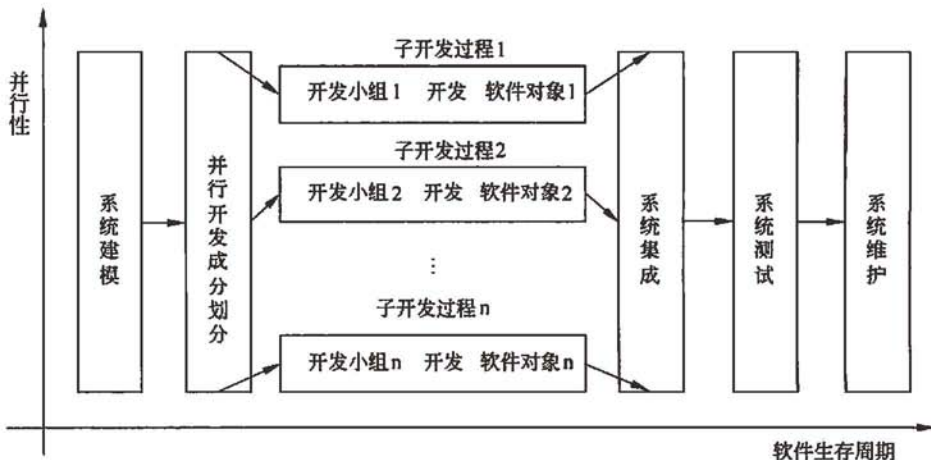 并行性
系统建模
并行开发成分划分
子开发过程1
开发小组1 开发 软件对象1
子开发过程2
开发小组2 开发 软件对象2
⋮
子开发过程n
开发小组n 开发 软件对象n
系统集成
系统测试
系统维护
软件生存周期